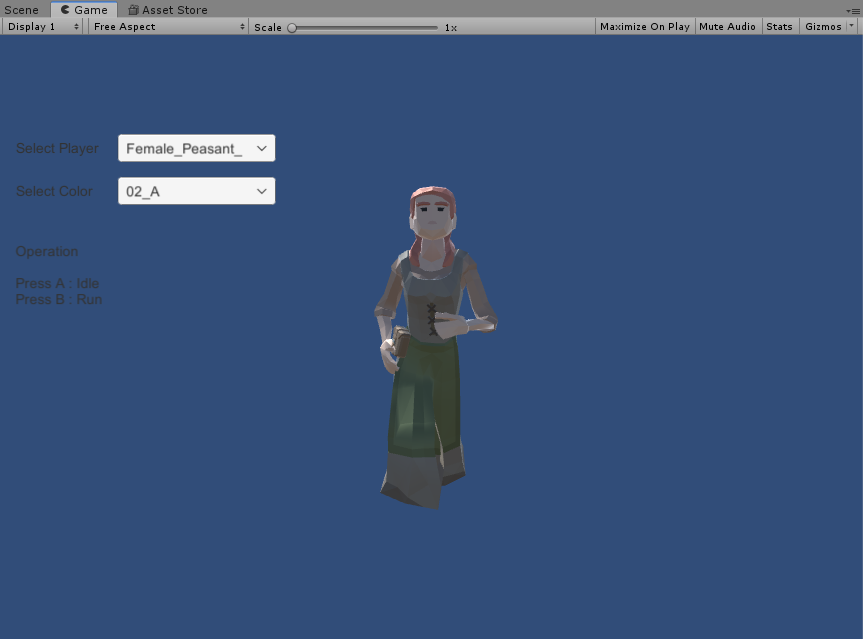 Scene Game Asset Store
Display 1 Free Aspect Scale 1x Maximize On Play Mute Audio Stats Gizmos
Select Player Female_Peasant_
Select Color 02_A
Operation
Press A : Idle
Press B : Run